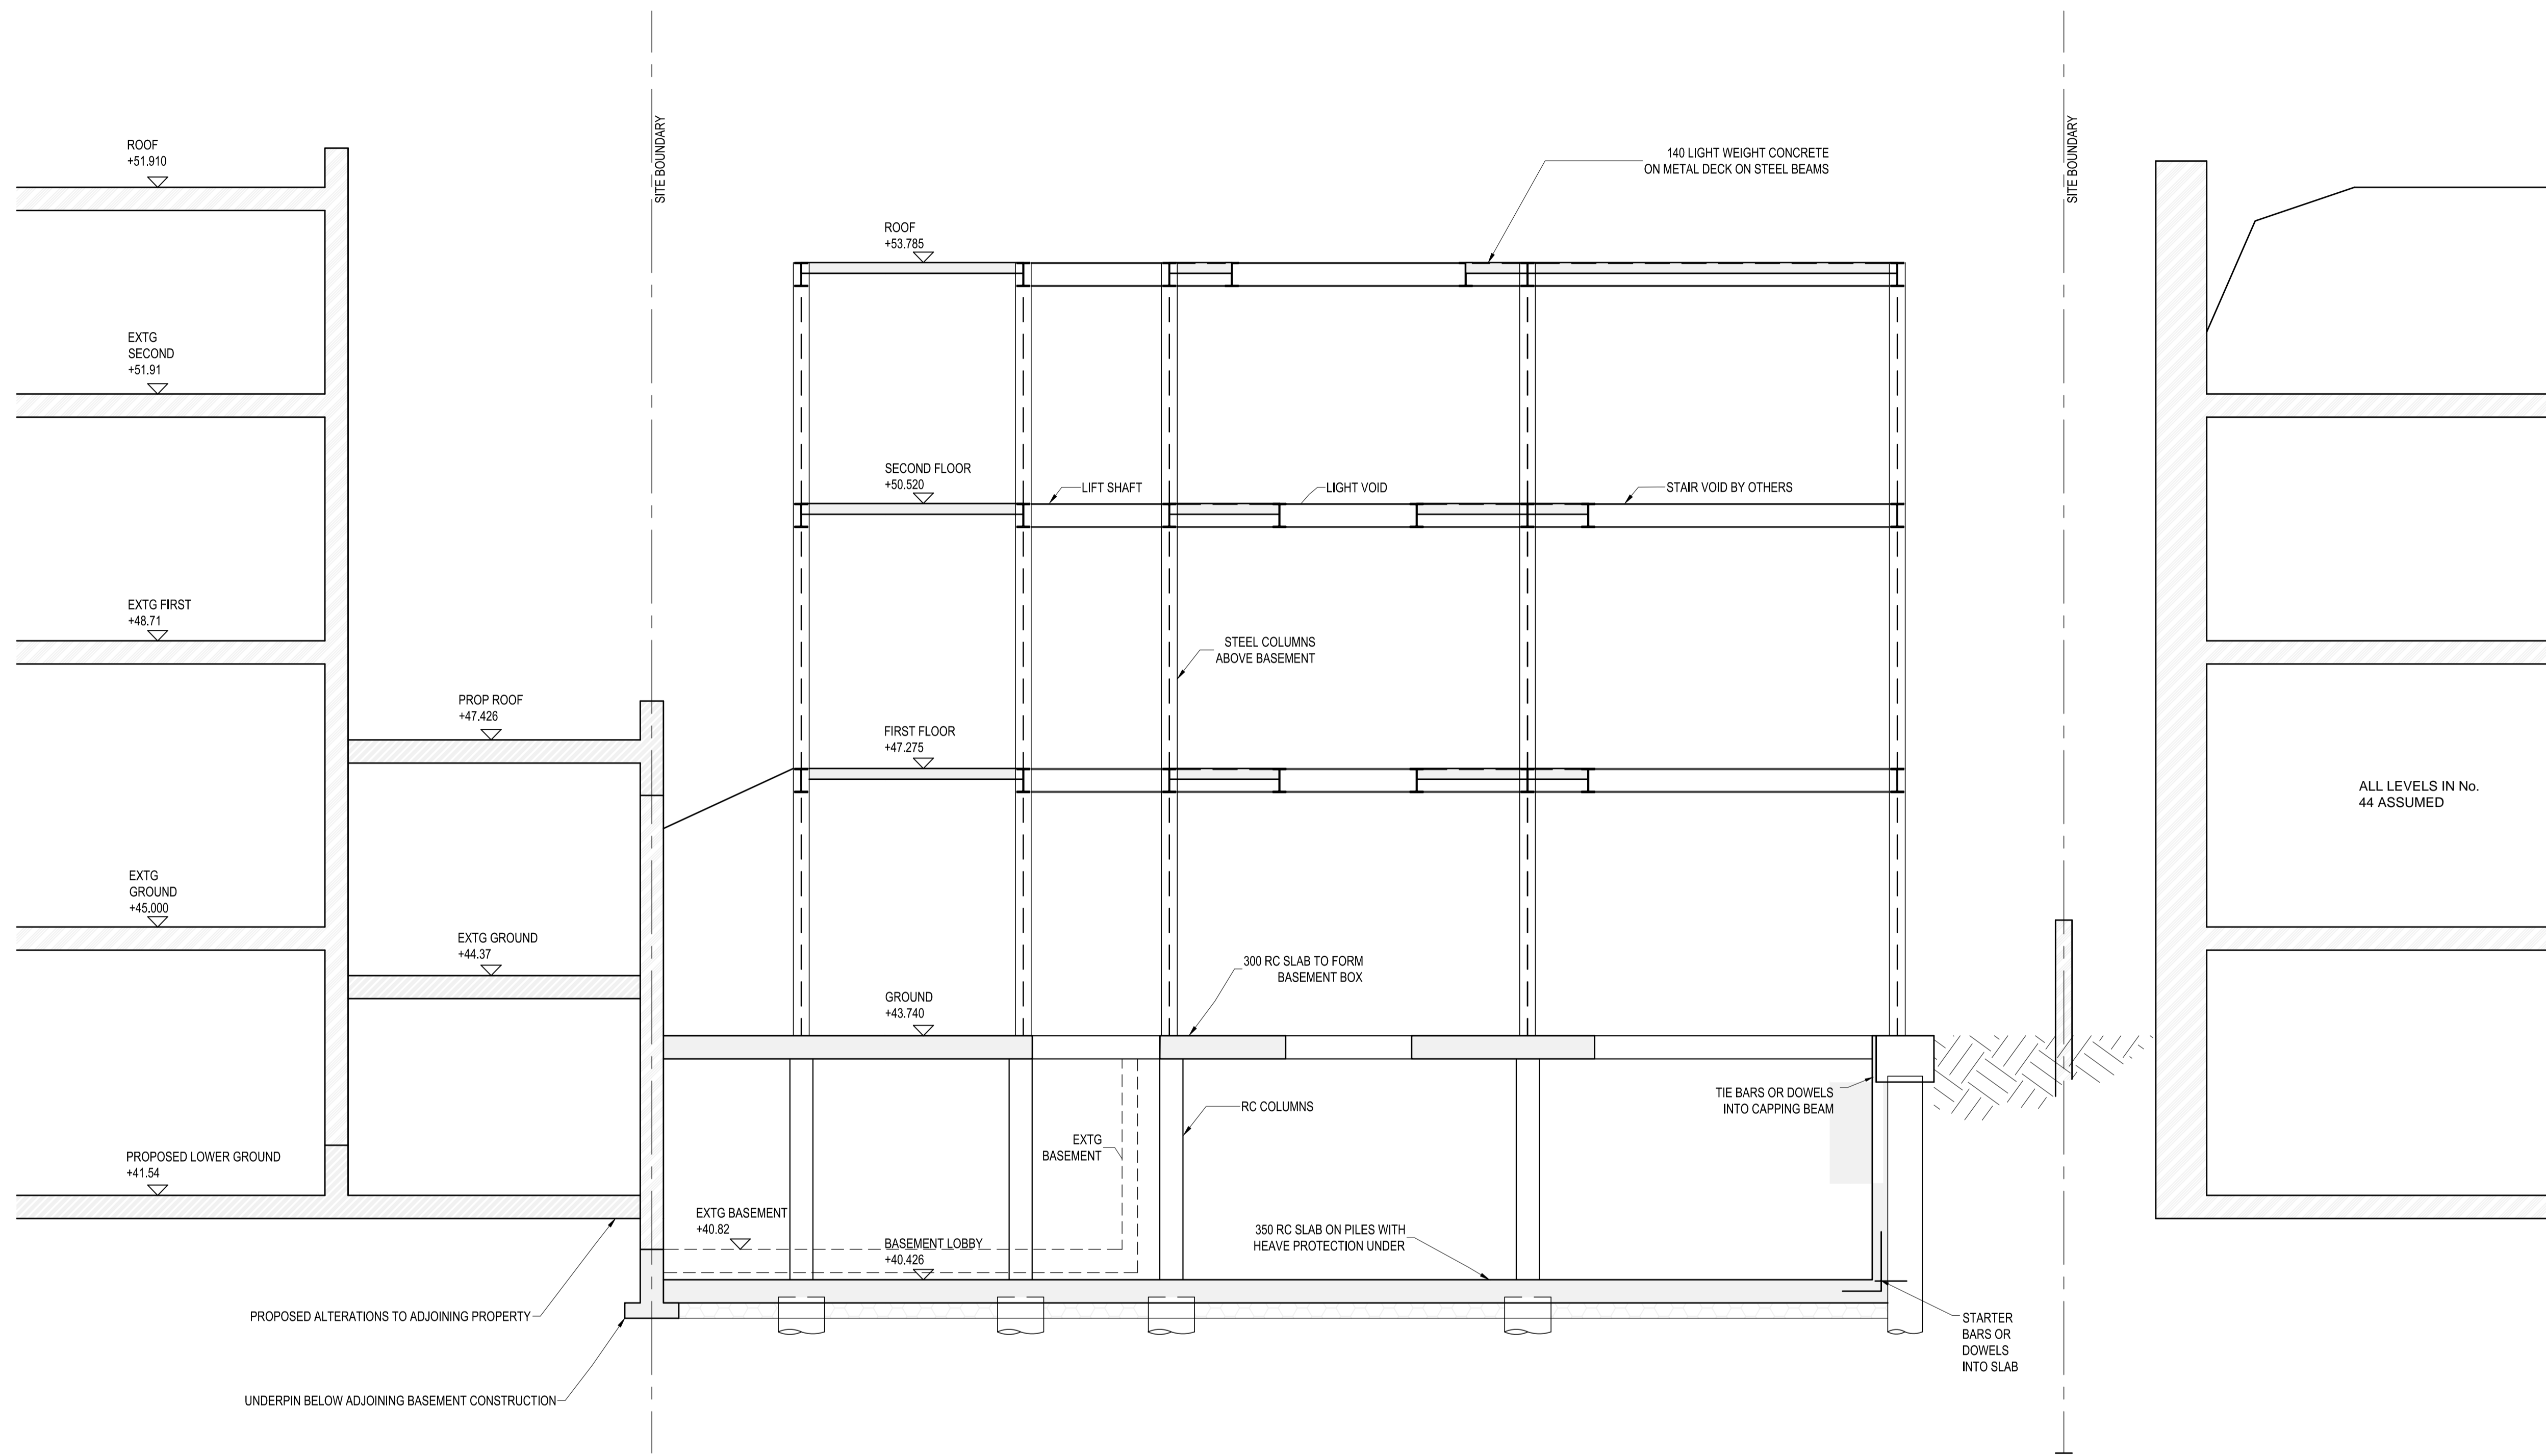 SITE BOUNDARY
SITE BOUNDARY
ROOF
+51.910
140 LIGHT WEIGHT CONCRETE
ON METAL DECK ON STEEL BEAMS
ROOF
+53.785
EXTG
SECOND
+51.91
SECOND FLOOR
+50.520
LIFT SHAFT
LIGHT VOID
STAIR VOID BY OTHERS
EXTG FIRST
+48.71
STEEL COLUMNS
ABOVE BASEMENT
PROP ROOF
+47.426
FIRST FLOOR
+47.275
ALL LEVELS IN No.
44 ASSUMED
EXTG
GROUND
+45.000
EXTG GROUND
+44.37
300 RC SLAB TO FORM
BASEMENT BOX
GROUND
+43.740
TIE BARS OR DOWELS
INTO CAPPING BEAM
RC COLUMNS
EXTG
BASEMENT
PROPOSED LOWER GROUND
+41.54
EXTG BASEMENT
+40.82
BASEMENT LOBBY
+40.426
350 RC SLAB ON PILES WITH
HEAVE PROTECTION UNDER
PROPOSED ALTERATIONS TO ADJOINING PROPERTY
STARTER
BARS OR
DOWELS
INTO SLAB
UNDERPIN BELOW ADJOINING BASEMENT CONSTRUCTION